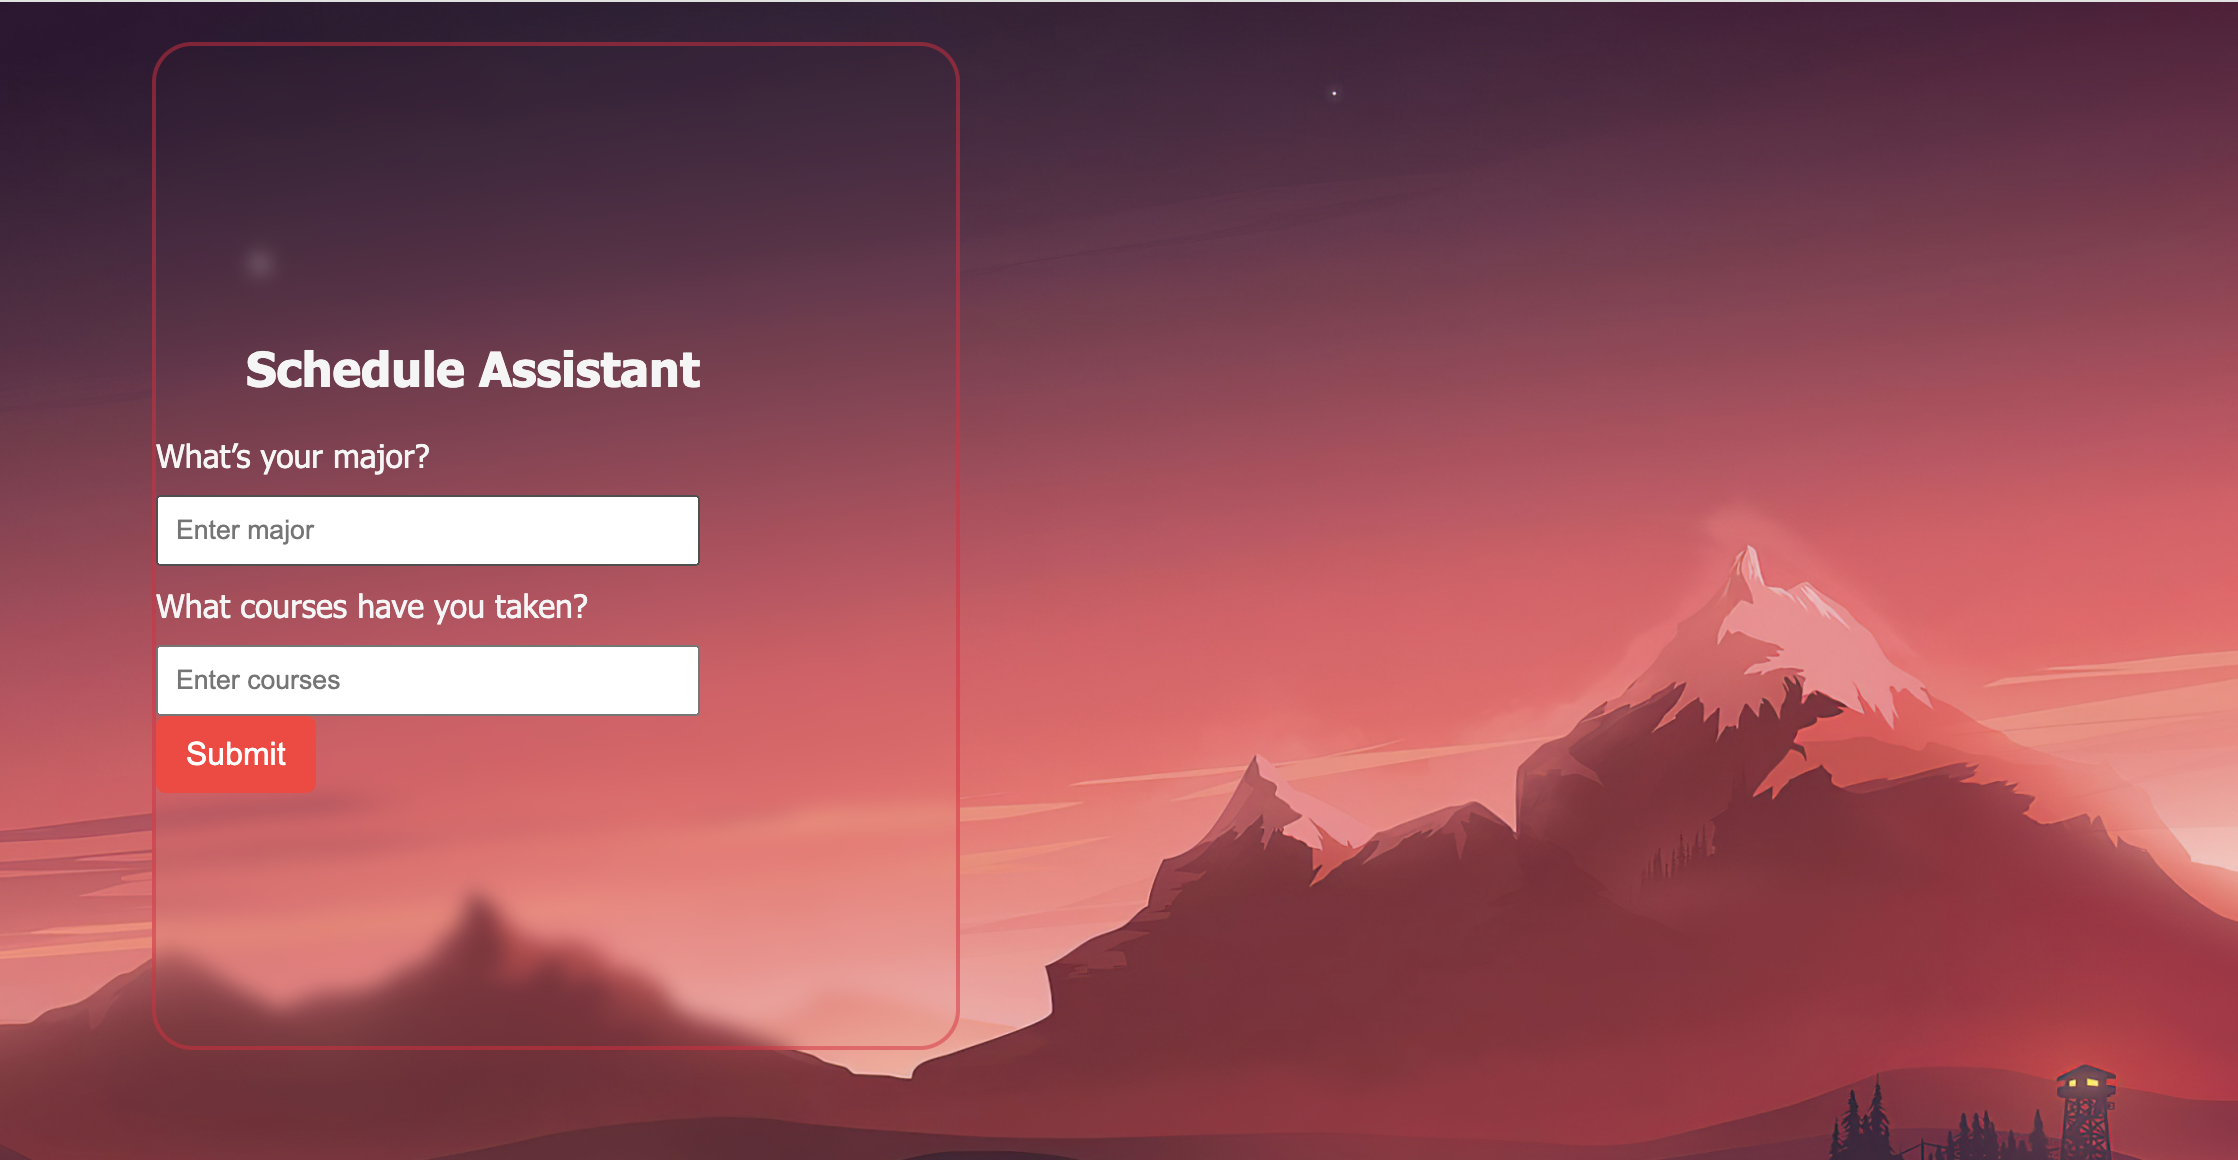 Schedule Assistant
What’s your major?
Enter major
What courses have you taken?
Enter courses
Submit